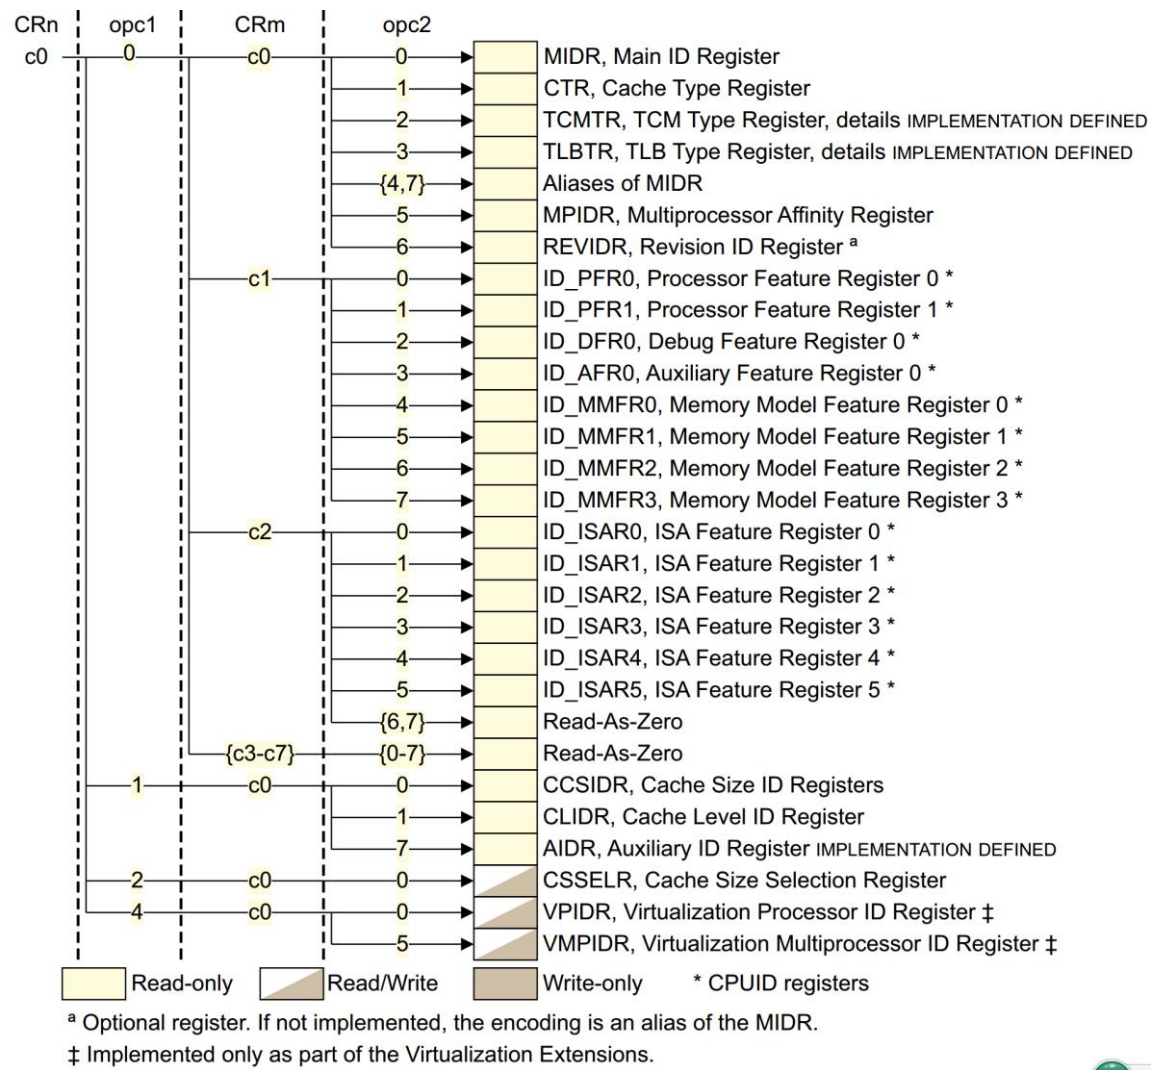 CRn opc1 CRm opc2
c0 0 c0 0 MIDR, Main ID Register
1 CTR, Cache Type Register
2 TCMTR, TCM Type Register, details IMPLEMENTATION DEFINED
3 TLBTR, TLB Type Register, details IMPLEMENTATION DEFINED
{4,7} Aliases of MIDR
5 MPIDR, Multiprocessor Affinity Register
6 REVIDR, Revision ID Register a
c1 0 ID_PFR0, Processor Feature Register 0 *
1 ID_PFR1, Processor Feature Register 1 *
2 ID_DFR0, Debug Feature Register 0 *
3 ID_AFR0, Auxiliary Feature Register 0 *
4 ID_MMFR0, Memory Model Feature Register 0 *
5 ID_MMFR1, Memory Model Feature Register 1 *
6 ID_MMFR2, Memory Model Feature Register 2 *
7 ID_MMFR3, Memory Model Feature Register 3 *
c2 0 ID_ISAR0, ISA Feature Register 0 *
1 ID_ISAR1, ISA Feature Register 1 *
2 ID_ISAR2, ISA Feature Register 2 *
3 ID_ISAR3, ISA Feature Register 3 *
4 ID_ISAR4, ISA Feature Register 4 *
5 ID_ISAR5, ISA Feature Register 5 *
{6,7} Read-As-Zero
{c3-c7} {0-7} Read-As-Zero
1 c0 0 CCSIDR, Cache Size ID Registers
1 CLIDR, Cache Level ID Register
7 AIDR, Auxiliary ID Register IMPLEMENTATION DEFINED
2 c0 0 CSSELR, Cache Size Selection Register
4 c0 0 VPIDR, Virtualization Processor ID Register ‡
5 VMPIDR, Virtualization Multiprocessor ID Register ‡
Read-only Read/Write Write-only * CPUID registers
a Optional register. If not implemented, the encoding is an alias of the MIDR.
‡ Implemented only as part of the Virtualization Extensions.